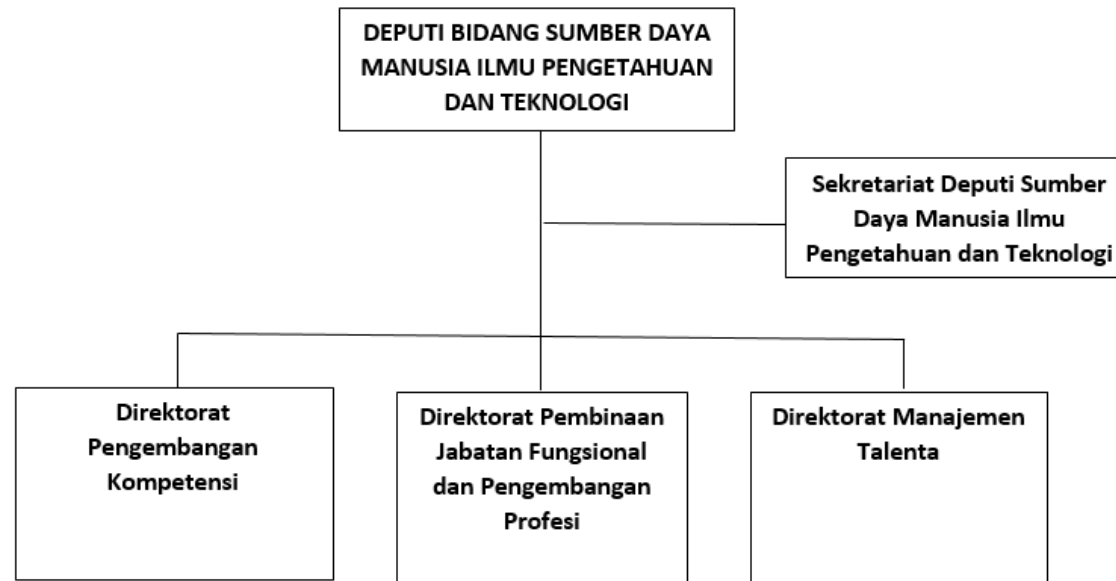 DEPUTI BIDANG SUMBER DAYA
MANUSIA ILMU PENGETAHUAN
DAN TEKNOLOGI
Sekretariat Deputi Sumber
Daya Manusia Ilmu
Pengetahuan dan Teknologi
Direktorat
Pengembangan
Kompetensi
Direktorat Pembinaan
Jabatan Fungsional
dan Pengembangan
Profesi
Direktorat Manajemen
Talenta